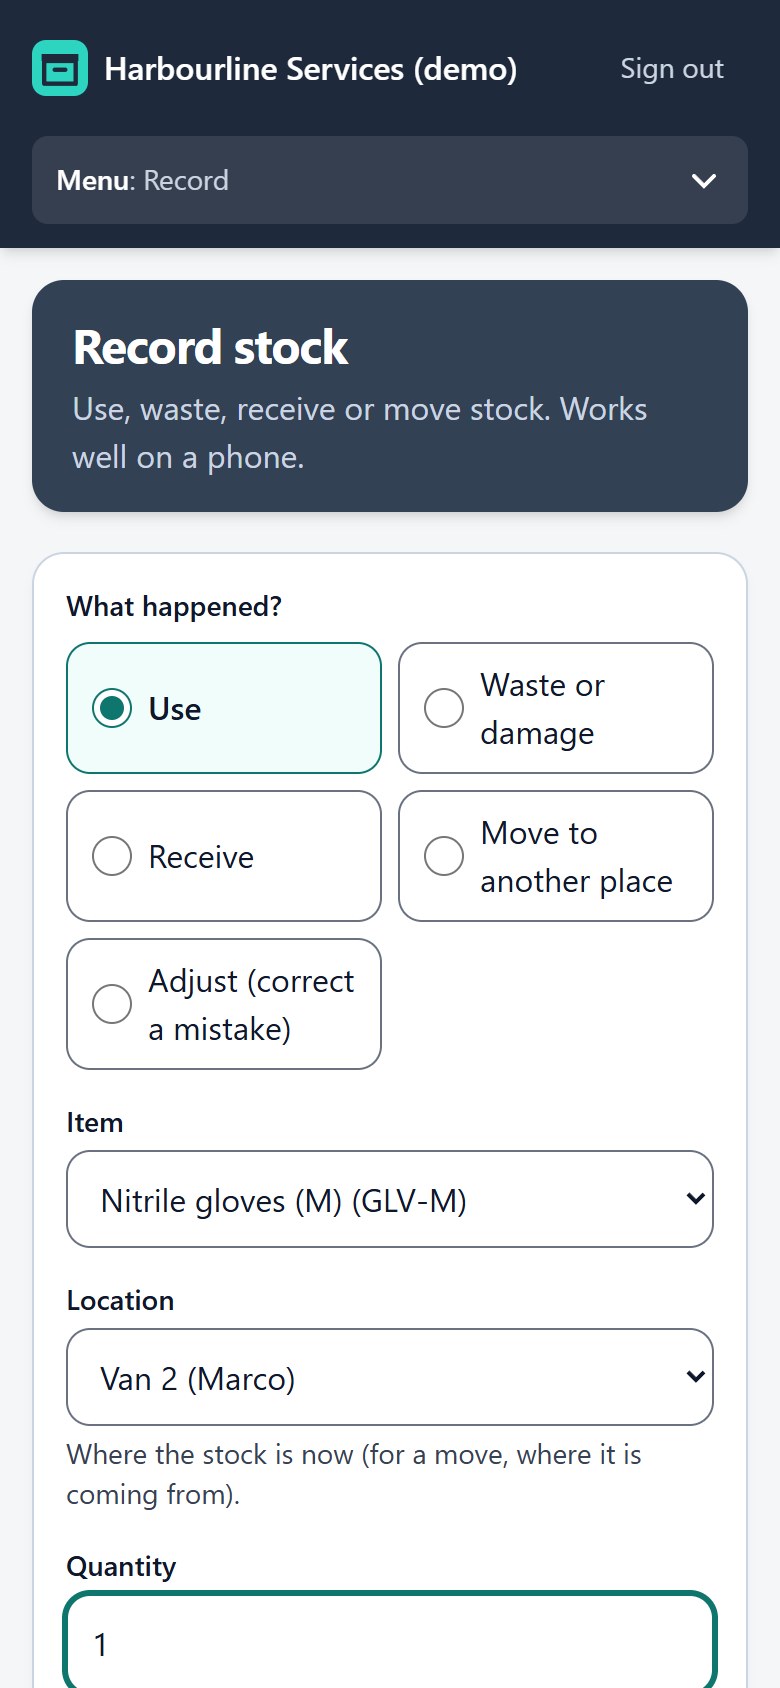 Harbourline Services (demo)
Sign out
Menu: Record
Record stock
Use, waste, receive or move stock. Works
well on a phone.
What happened?
Use
Waste or
damage
Receive
Move to
another place
Adjust (correct
a mistake)
Item
Nitrile gloves (M) (GLV-M)
Location
Van 2 (Marco)
Where the stock is now (for a move, where it is
coming from).
Quantity
1